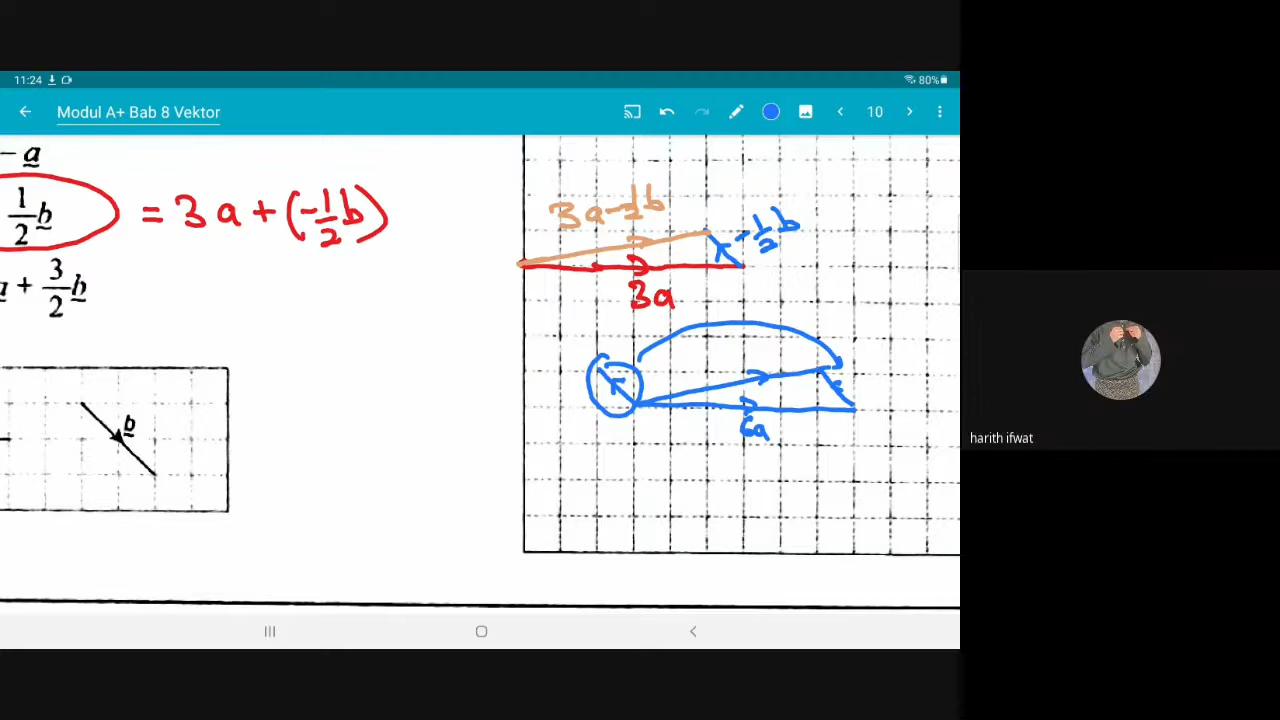 11:24
80%
Modul A+ Bab 8 Vektor
10
- a
1/2 b
= 3a + (-1/2 b)
a + 3/2 b
3a - 1/2 b
- 1/2 b
3a
b
6a
harith ifwat